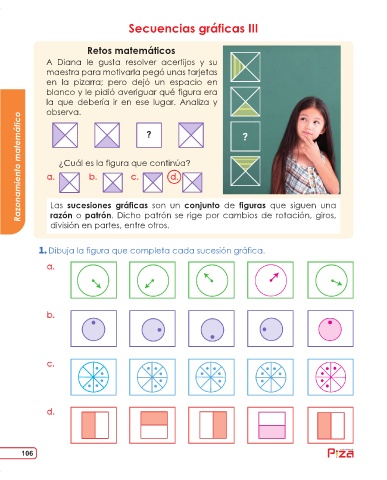 Secuencias gráficas III
Retos matemáticos
A Diana le gusta resolver acertijos y su
maestra para motivarla pegó unas tarjetas
en la pizarra; pero dejó un espacio en
blanco y le pidió averiguar qué figura era
la que debería ir en ese lugar. Analiza y
observa.
?
?
¿Cuál es la figura que continúa?
a. b. c. d.
Las sucesiones gráficas son un conjunto de figuras que siguen una
razón o patrón. Dicho patrón se rige por cambios de rotación, giros,
división en partes, entre otros.
Razonamiento matemático
1. Dibuja la figura que completa cada sucesión gráfica.
a.
b.
c.
d.
106
Piza